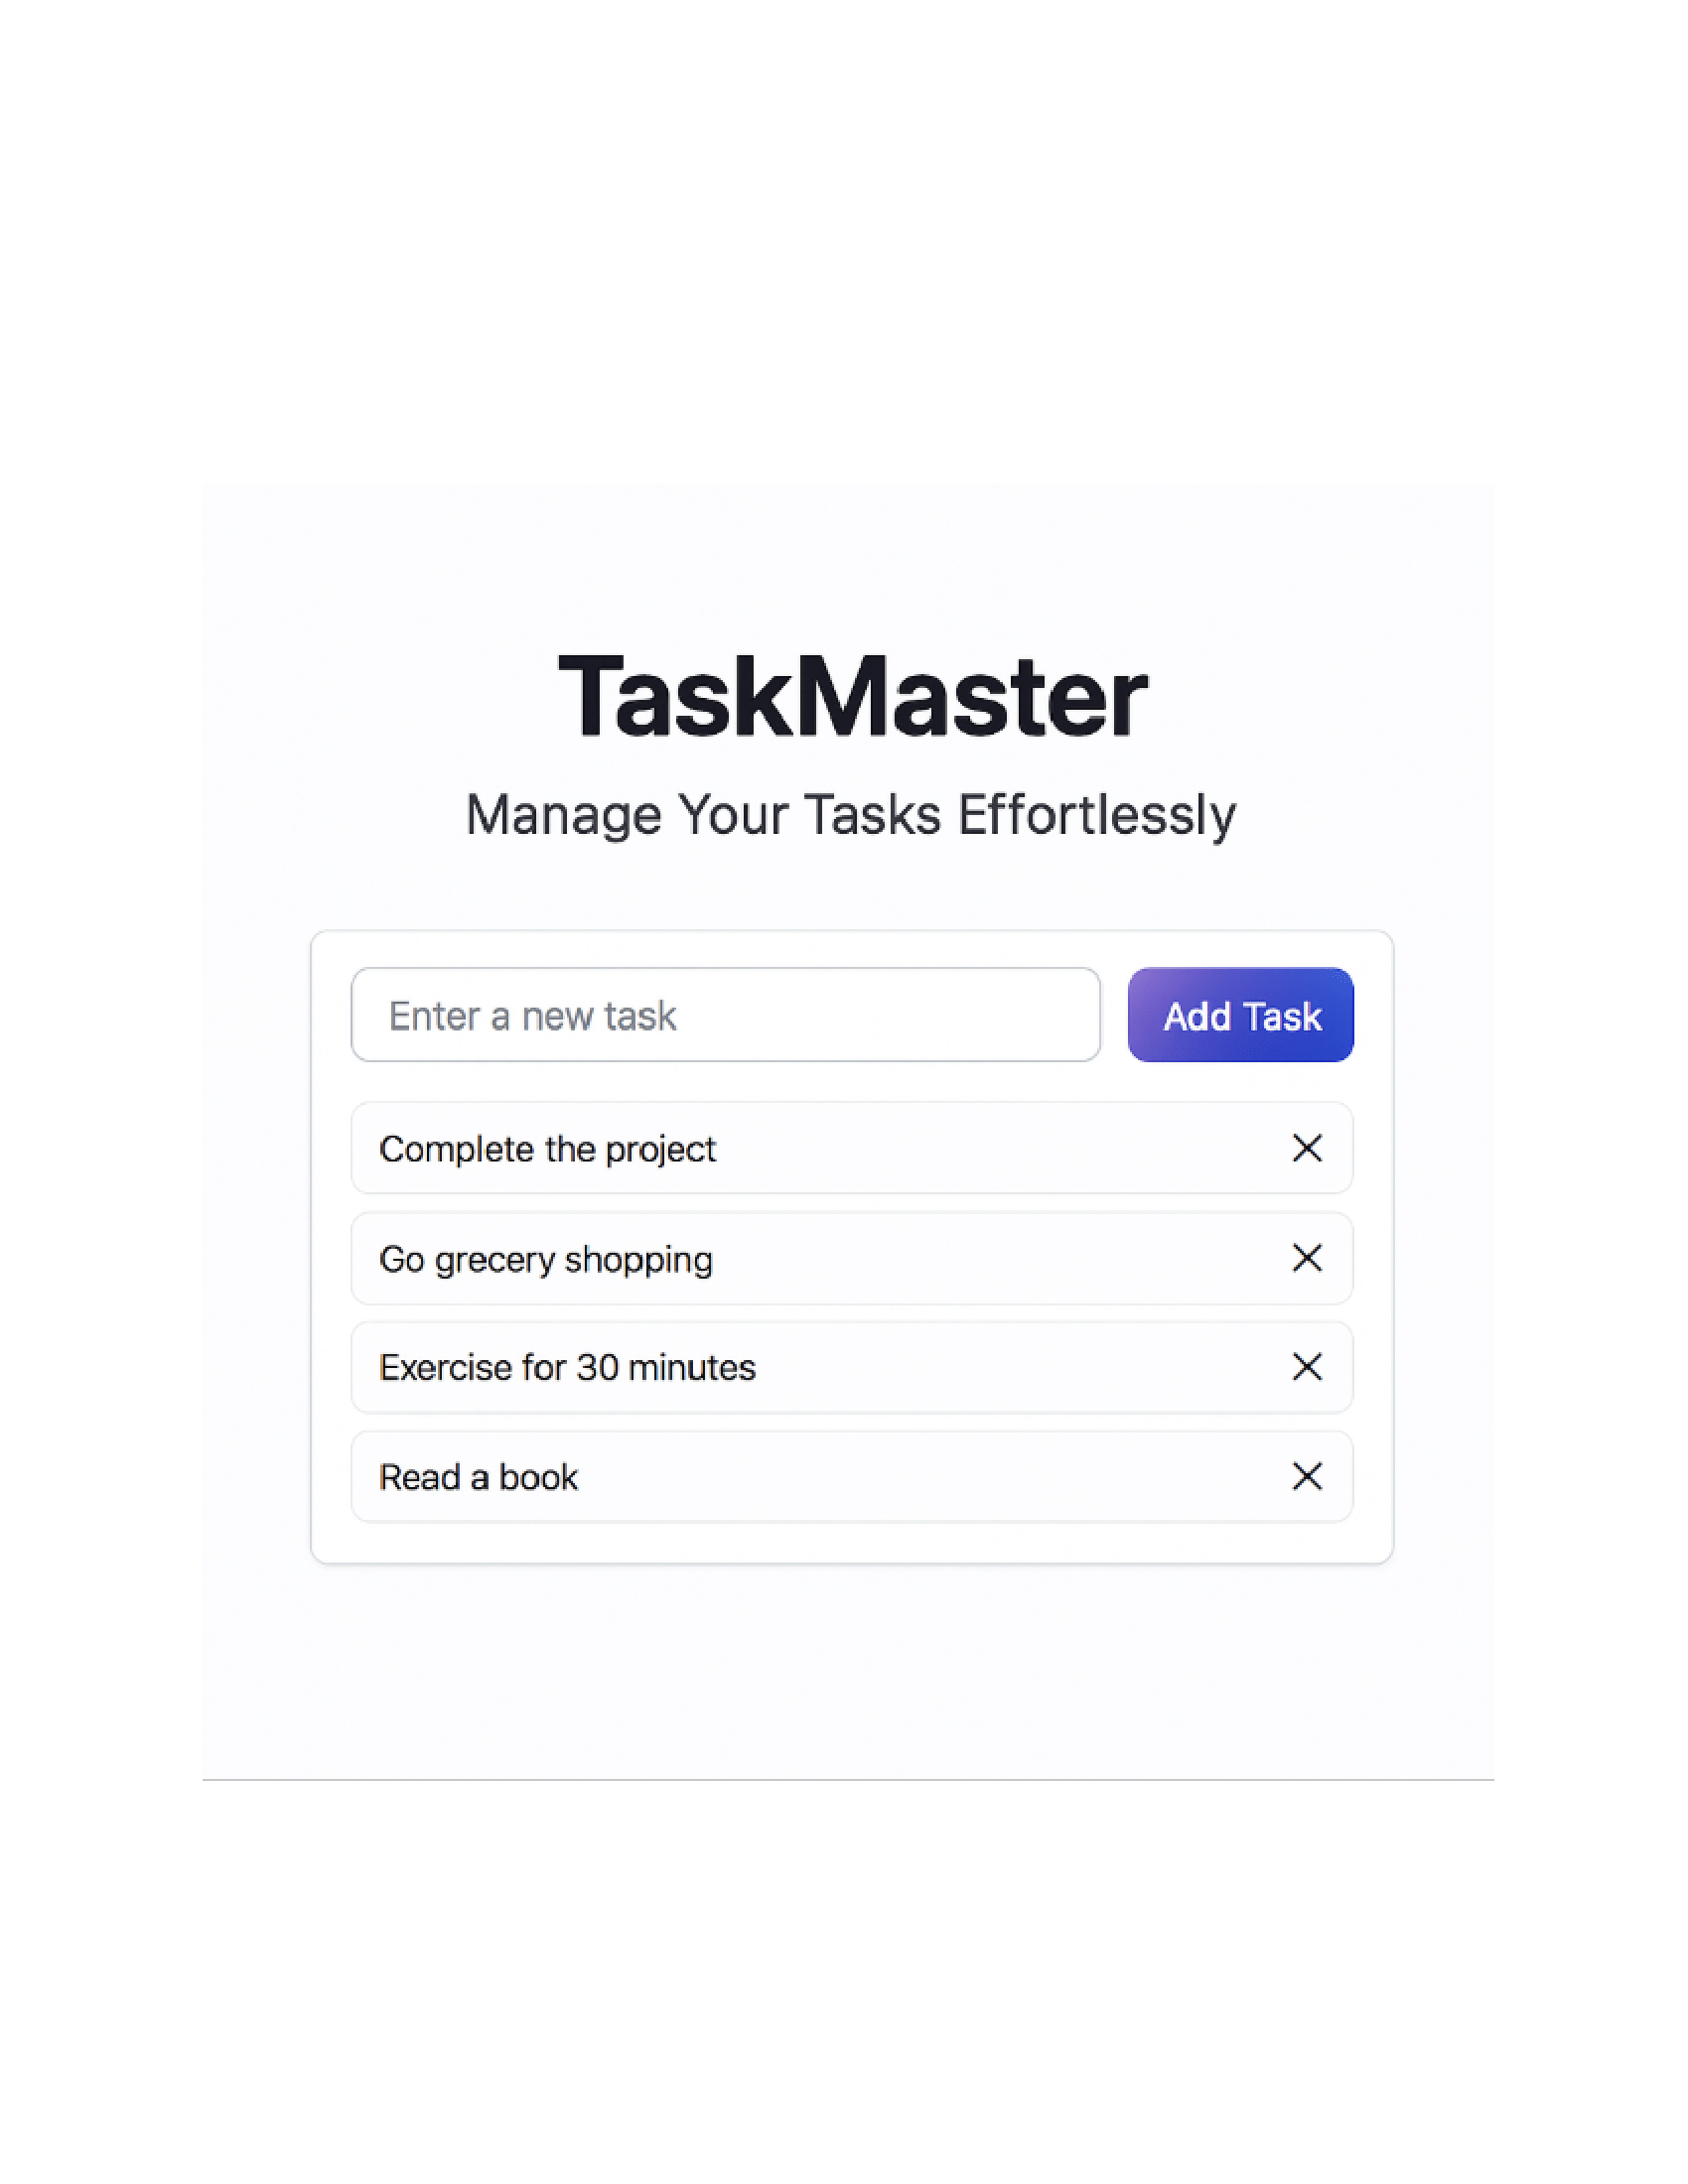 TaskMaster
Manage Your Tasks Effortlessly
Enter a new task
Add Task
Complete the project
Go grecery shopping
Exercise for 30 minutes
Read a book